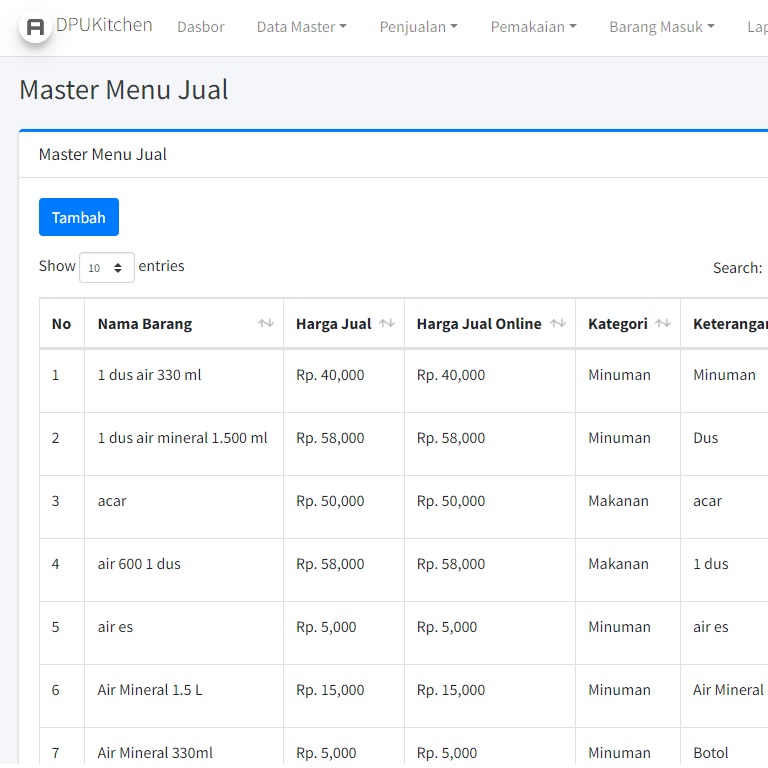 DPUKitchen Dasbor Data Master Penjualan Pemakaian Barang Masuk
Master Menu Jual
Master Menu Jual
Tambah
Show 10 entries Search:
No Nama Barang Harga Jual Harga Jual Online Kategori
1 1 dus air 330 ml Rp. 40,000 Rp. 40,000 Minuman Minuman
2 1 dus air mineral 1.500 ml Rp. 58,000 Rp. 58,000 Minuman Dus
3 acar Rp. 50,000 Rp. 50,000 Makanan acar
4 air 600 1 dus Rp. 58,000 Rp. 58,000 Makanan 1 dus
5 air es Rp. 5,000 Rp. 5,000 Minuman air es
6 Air Mineral 1.5 L Rp. 15,000 Rp. 15,000 Minuman Air Mineral
7 Air Mineral 330ml Rp. 5,000 Rp. 5,000 Minuman Botol